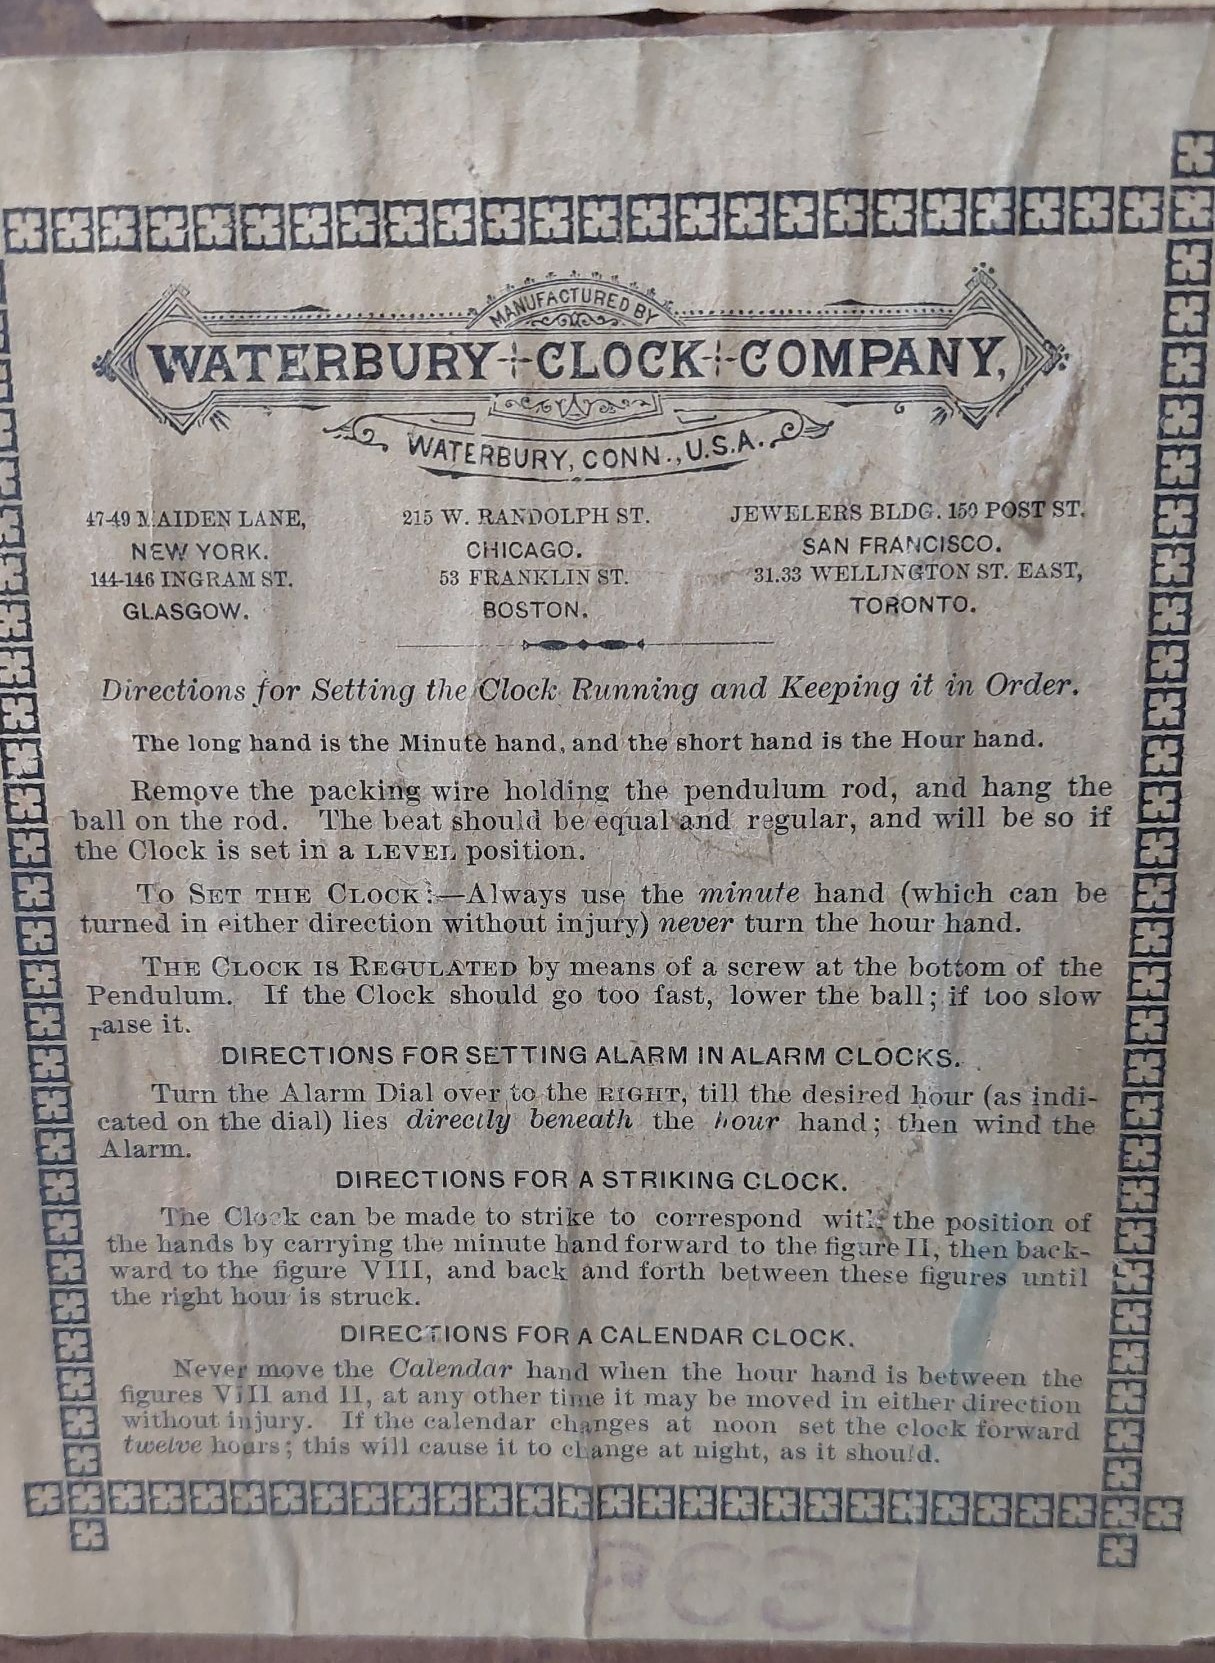 MANUFACTURED BY
WATERBURY CLOCK COMPANY,
WATERBURY, CONN., U.S.A.
47-49 MAIDEN LANE,
NEW YORK.
144-146 INGRAM ST.
GLASGOW.
215 W. RANDOLPH ST.
CHICAGO.
53 FRANKLIN ST.
BOSTON.
JEWELERS BLDG. 150 POST ST.
SAN FRANCISCO.
31.33 WELLINGTON ST. EAST,
TORONTO.
Directions for Setting the Clock Running and Keeping it in Order.
The long hand is the Minute hand, and the short hand is the Hour hand.
Remove the packing wire holding the pendulum rod, and hang the
ball on the rod. The beat should be equal and regular, and will be so if
the Clock is set in a LEVEL position.
To SET THE CLOCK:—Always use the minute hand (which can be
turned in either direction without injury) never turn the hour hand.
THE CLOCK IS REGULATED by means of a screw at the bottom of the
Pendulum. If the Clock should go too fast, lower the ball; if too slow
raise it.
DIRECTIONS FOR SETTING ALARM IN ALARM CLOCKS.
Turn the Alarm Dial over to the RIGHT, till the desired hour (as indi-
cated on the dial) lies directly beneath the hour hand; then wind the
Alarm.
DIRECTIONS FOR A STRIKING CLOCK.
The Clock can be made to strike to correspond with the position of
the hands by carrying the minute hand forward to the figure II, then back-
ward to the figure VIII, and back and forth between these figures until
the right hour is struck.
DIRECTIONS FOR A CALENDAR CLOCK.
Never move the Calendar hand when the hour hand is between the
figures VIII and II, at any other time it may be moved in either direction
without injury. If the calendar changes at noon set the clock forward
twelve hours; this will cause it to change at night, as it should.